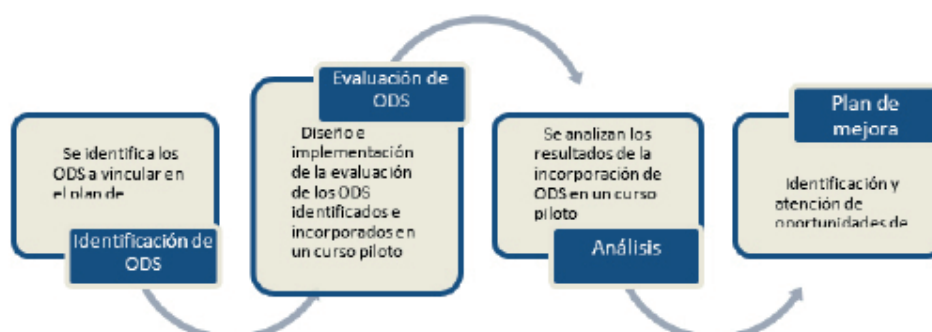 Se identifica los
ODS a vincular en
el plan de
Identificación de
ODS
Evaluación de
ODS
Diseño e
implementación
de la evaluación
de los ODS
identificados e
incorporados en
un curso piloto
Se analizan los
resultados de la
incorporación de
ODS en un curso
piloto
Análisis
Plan de
mejora
Identificación y
atención de
oportunidades de